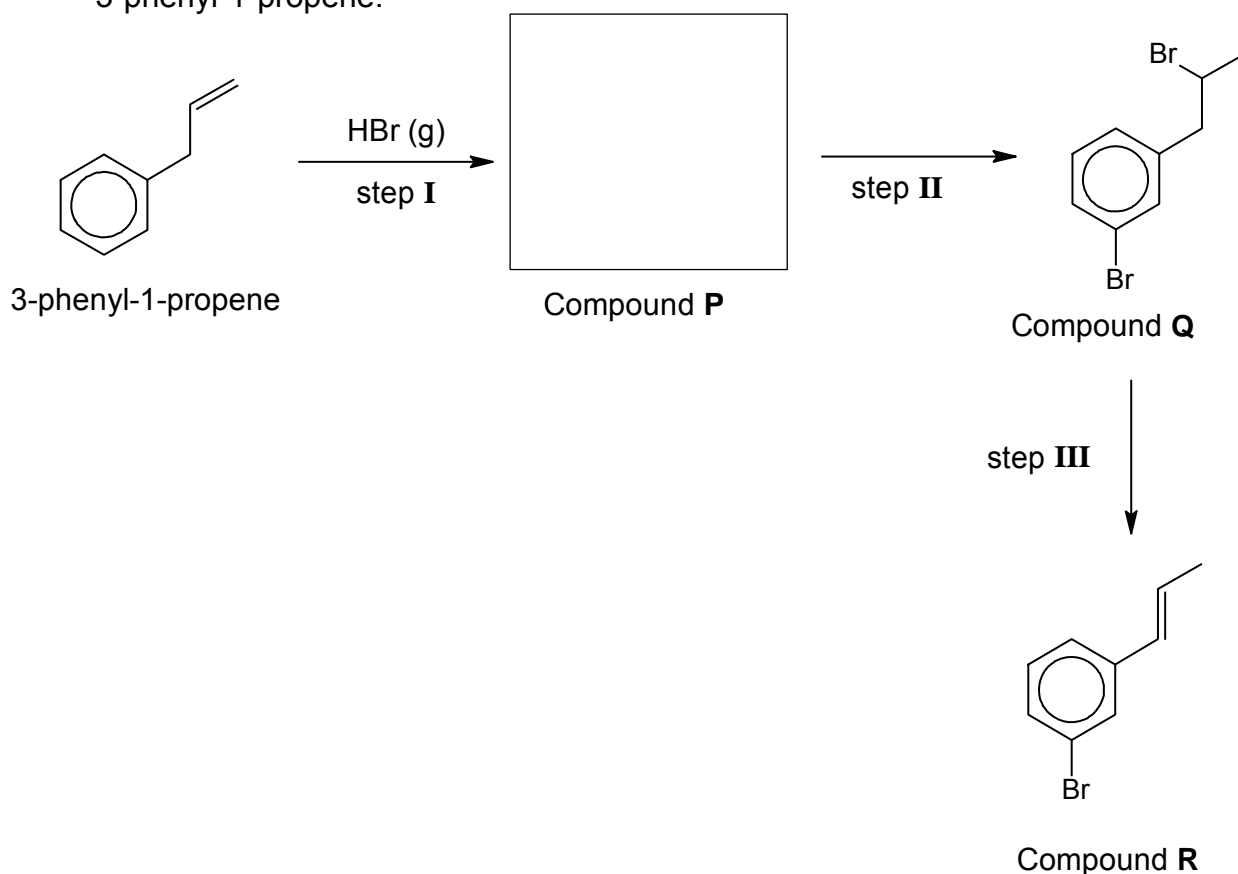 3-phenyl-1-propene.
Br
HBr (g)
step I
step II
Br
3-phenyl-1-propene
Compound P
Compound Q
step III
Br
Compound R